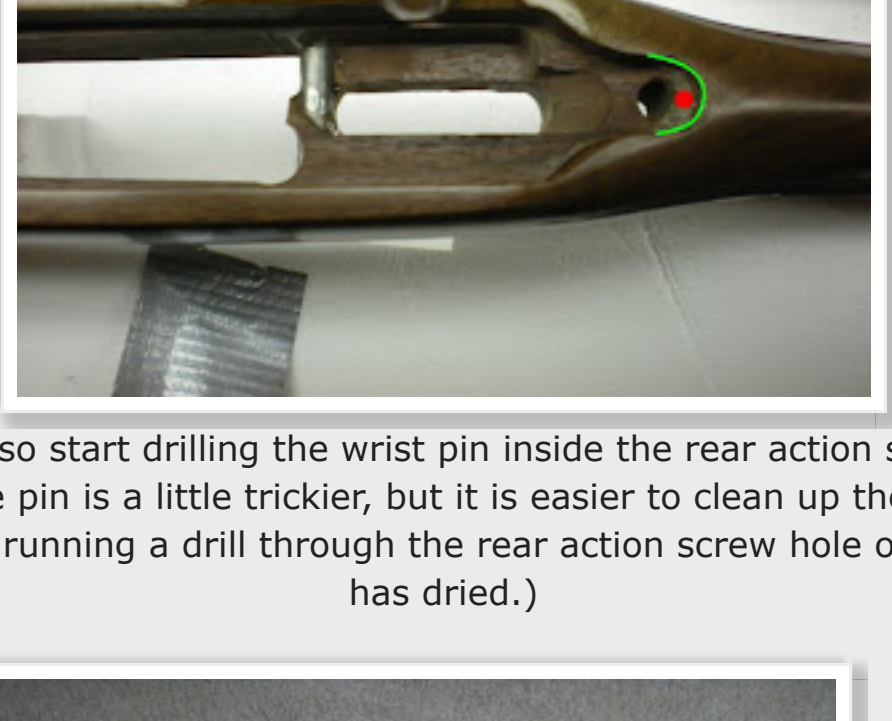 so start drilling the wrist pin inside the rear action
pin is a little trickier, but it is easier to clean up
running a drill through the rear action screw hole
has dried.)